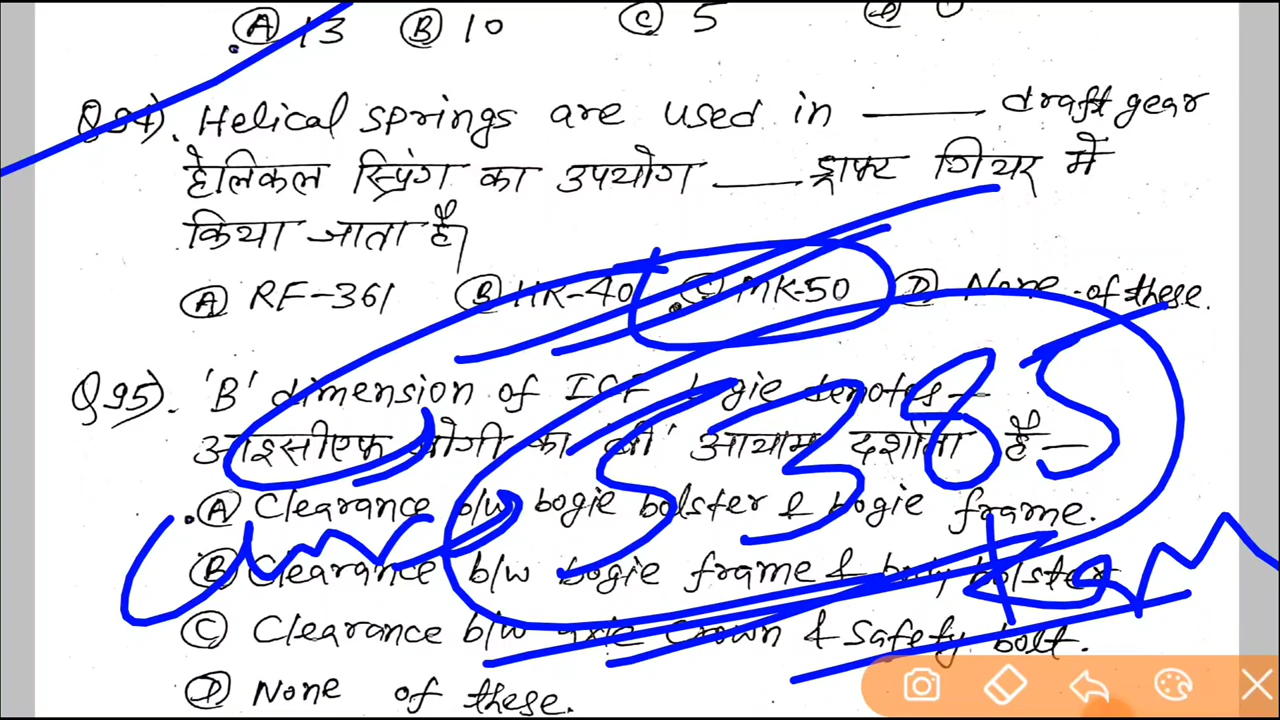 Ⓐ 13 Ⓑ 10 Ⓒ 5
Q94). Helical springs are used in ____ draft gear
हैलिकल स्प्रिंग का उपयोग ____ ड्राफ्ट गियर में
किया जाता है।
Ⓐ RF-361 Ⓑ HR-40 Ⓒ MK-50 Ⓓ None of these.
Q95). 'B' dimension of ICF bogie denotes-
आइसीएफ बोगी का 'बी' आयाम दर्शाता है -
Ⓐ Clearance b/w bogie bolster & bogie frame.
Ⓑ Clearance b/w bogie frame & body bolster
Ⓒ Clearance b/w axle crown & safety bolt.
Ⓓ None of these.
5385